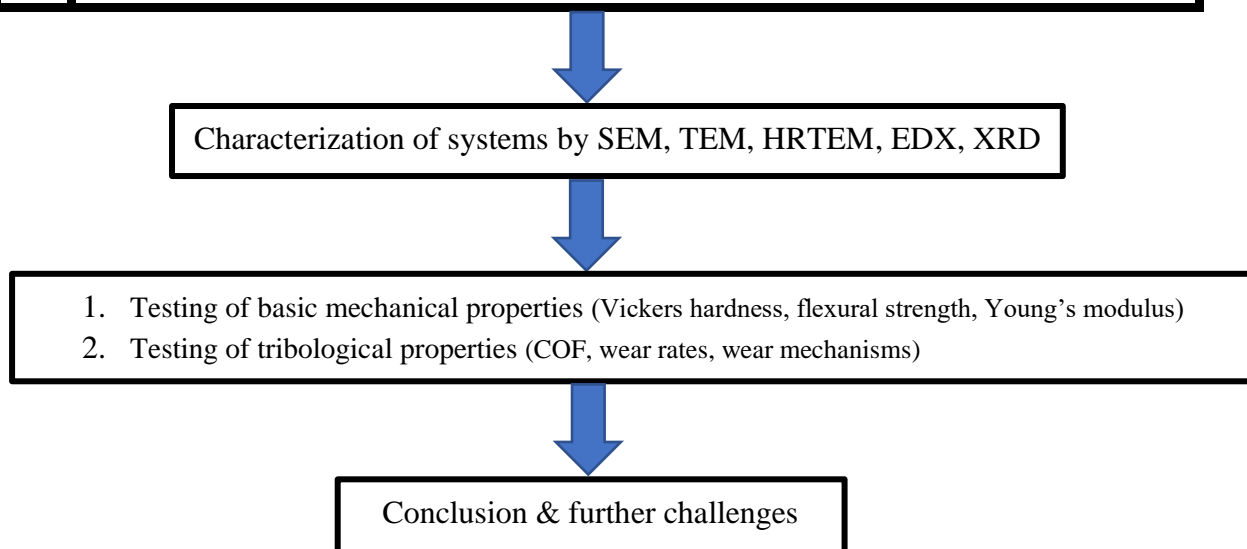 Characterization of systems by SEM, TEM, HRTEM, EDX, XRD
1. Testing of basic mechanical properties (Vickers hardness, flexural strength, Young’s modulus)
2. Testing of tribological properties (COF, wear rates, wear mechanisms)
Conclusion & further challenges